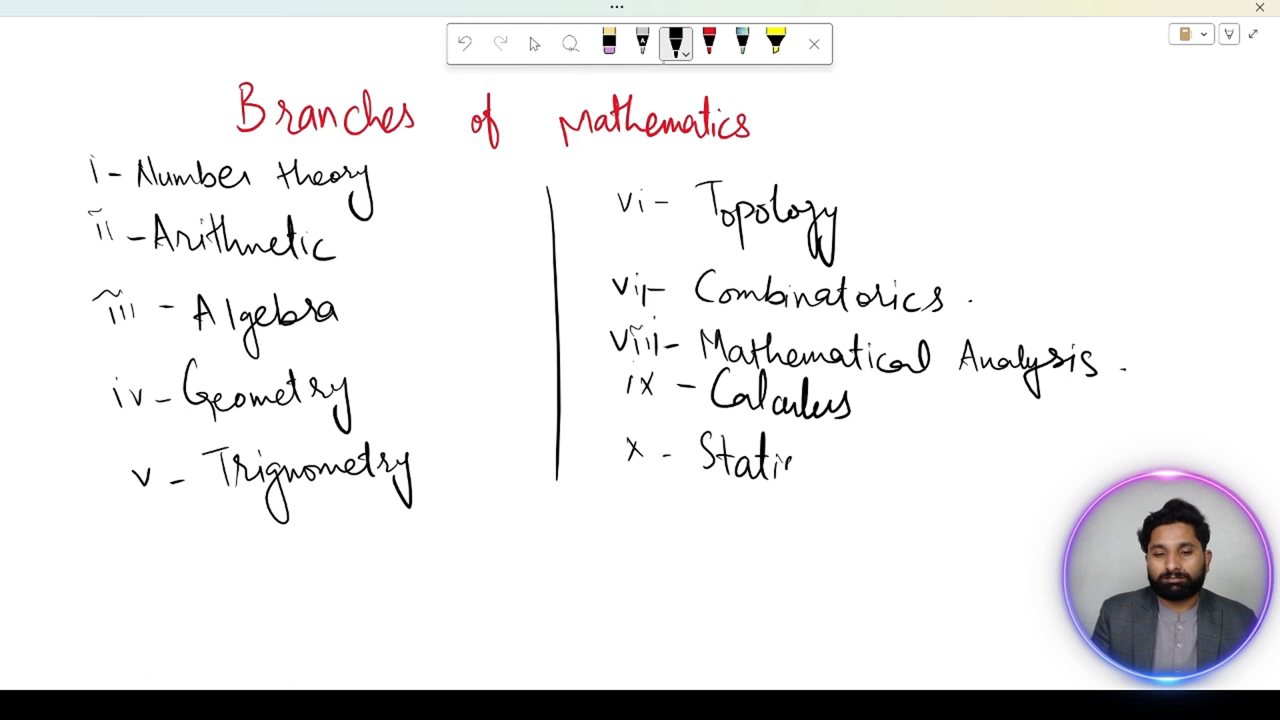 Branches of Mathematics
i - Number theory
ii - Arithmetic
iii - Algebra
iv - Geometry
v - Trignometry
vi - Topology
vii - Combinatorics .
viii - Mathematical Analysis .
ix - Calculus
x - Stati